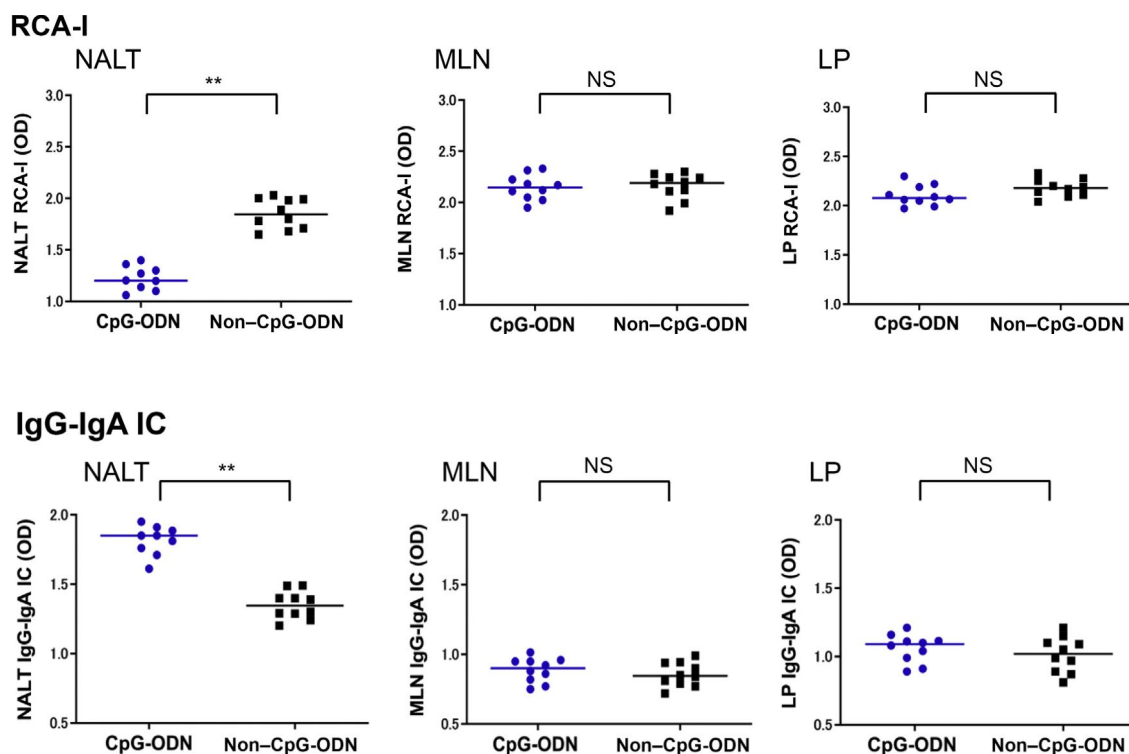 RCA-I
NALT
MLN
LP
**
NS
NS
NALT RCA-I (OD)
3.0
2.5
2.0
1.5
1.0
CpG-ODN Non–CpG-ODN
MLN RCA-I (OD)
3.0
2.5
2.0
1.5
1.0
CpG-ODN Non–CpG-ODN
LP RCA-I (OD)
3.0
2.5
2.0
1.5
1.0
CpG-ODN Non–CpG-ODN
IgG-IgA IC
NALT
MLN
LP
**
NS
NS
NALT IgG-IgA IC (OD)
2.0
1.5
1.0
0.5
CpG-ODN Non–CpG-ODN
MLN IgG-IgA IC (OD)
2.0
1.5
1.0
0.5
CpG-ODN Non–CpG-ODN
LP IgG-IgA IC (OD)
2.0
1.5
1.0
0.5
CpG-ODN Non–CpG-ODN